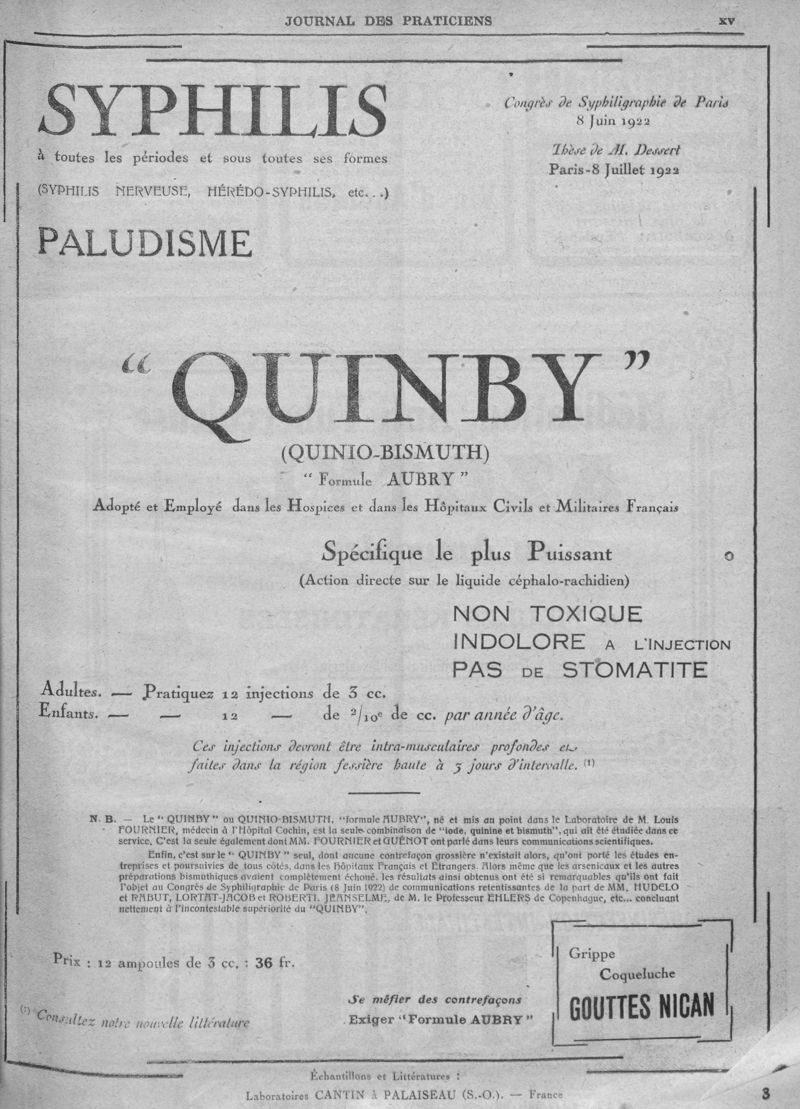 JOURNAL DES PRATICIENS
XV
SYPHILIS
à toutes les périodes et sous toutes ses formes
(SYPHILIS NERVEUSE, HÉRÉDO-SYPHILIS, etc...)
Congrès de Syphiligraphie de Paris
8 Juin 1922
Thèse de M. Dessert
Paris-8 Juillet 1922
PALUDISME
“QUINBY”
(QUINIO-BISMUTH)
“Formule AUBRY”
Adopté et Employé dans les Hospices et dans les Hôpitaux Civils et Militaires Français
Spécifique le plus Puissant
(Action directe sur le liquide céphalo-rachidien)
NON TOXIQUE
INDOLORE A L'INJECTION
PAS DE STOMATITE
Adultes. — Pratiquez 12 injections de 3 cc.
Enfants. — — 12 — de 2/10e de cc. par année d'âge.
Ces injections devront être intra-musculaires profondes et
faites dans la région fessière haute à 3 jours d'intervalle. (1)
N. B. — Le “QUINBY” ou QUINIO-BISMUTH, “formule AUBRY”, né et mis au point dans le Laboratoire de M. Louis
FOURNIER, médecin à l'Hôpital Cochin, est la seule combinaison de “iode, quinine et bismuth”, qui ait été étudiée dans ce
service. C'est la seule également dont MM. FOURNIER et GUÉNOT ont parlé dans leurs communications scientifiques.
Enfin, c'est sur le “QUINBY” seul, dont aucune contrefaçon grossière n'existait alors, qu'ont porté les études en-
treprises et poursuivies de tous côtés, dans les Hôpitaux Français et Étrangers. Alors même que les arsenicaux et les autres
préparations bismuthiques avaient complètement échoué, les résultats ainsi obtenus ont été si remarquables qu'ils ont fait
l'objet au Congrès de Syphiligraphie de Paris (8 Juin 1922) de communications retentissantes de la part de MM. HUDELO
et RABUT, LORTAT-JACOB et ROBERTI, JEANSELME, de M. le Professeur EHLERS de Copenhague, etc... concluant
nettement à l'incontestable supériorité du “QUINBY”.
Prix : 12 ampoules de 3 cc. : 36 fr.
(1) Consultez notre nouvelle littérature
Se méfier des contrefaçons
Exiger “Formule AUBRY”
Grippe
Coqueluche
GOUTTES NICAN
Échantillons et Littératures :
Laboratoires CANTIN à PALAISEAU (S.-O.). — France
3